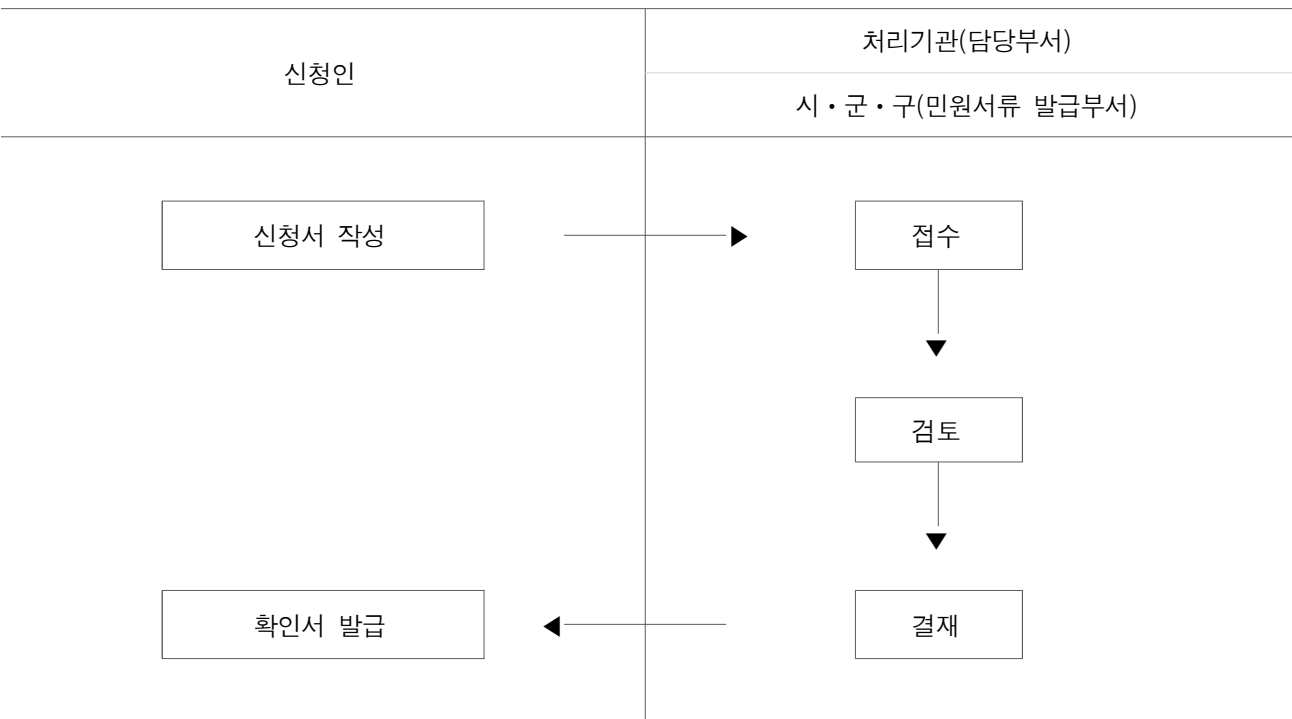 신청인
처리기관(담당부서)
시・군・구(민원서류 발급부서)
신청서 작성
접수
검토
확인서 발급
결재